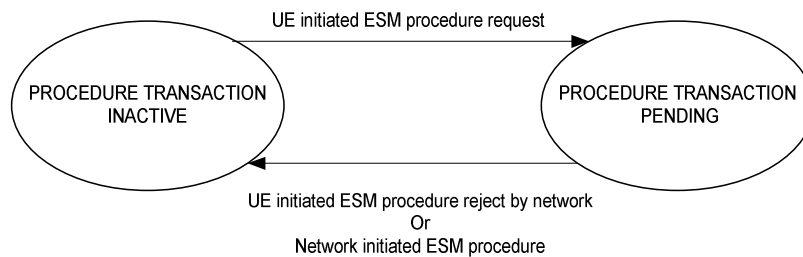 UE initiated ESM procedure request
PROCEDURE TRANSACTION
INACTIVE
PROCEDURE TRANSACTION
PENDING
UE initiated ESM procedure reject by network
Or
Network initiated ESM procedure